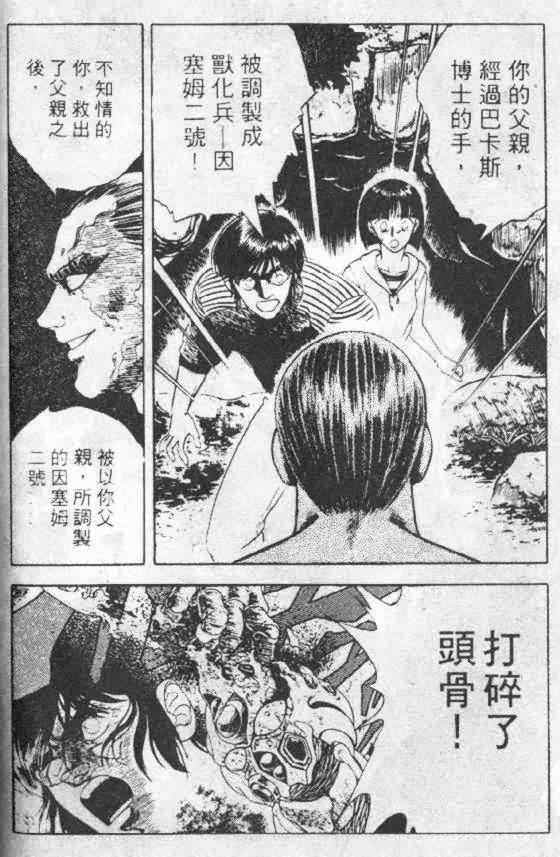 你的父親，
經過巴卡斯
博士的手，
被調製成
獸化兵—因
塞姆二號！
不知情的
你，救出
了父親之
後，
被以你父
親，所調製
的因塞姆
二號……
打碎了
頭骨！